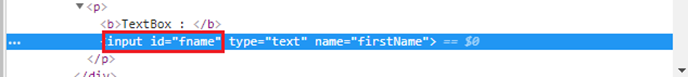 <p>
<b>TextBox : </b>
... input id="fname" type="text" name="firstName"> == $0
</p>
</div>